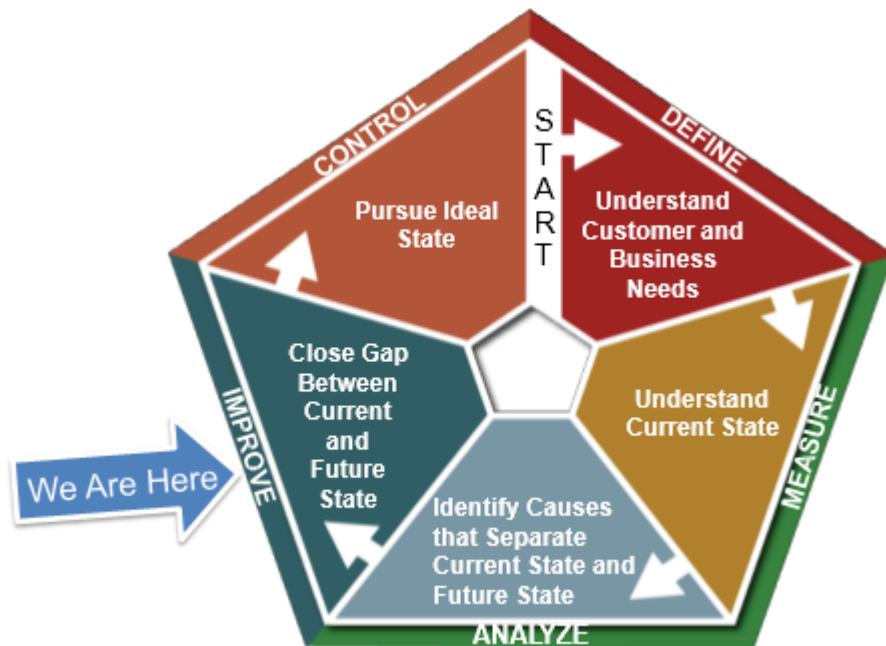 START
DEFINE
Understand
Customer and
Business
Needs
MEASURE
Understand
Current State
ANALYZE
Identify Causes
that Separate
Current State and
Future State
IMPROVE
Close Gap
Between
Current
and
Future
State
We Are Here
CONTROL
Pursue Ideal
State